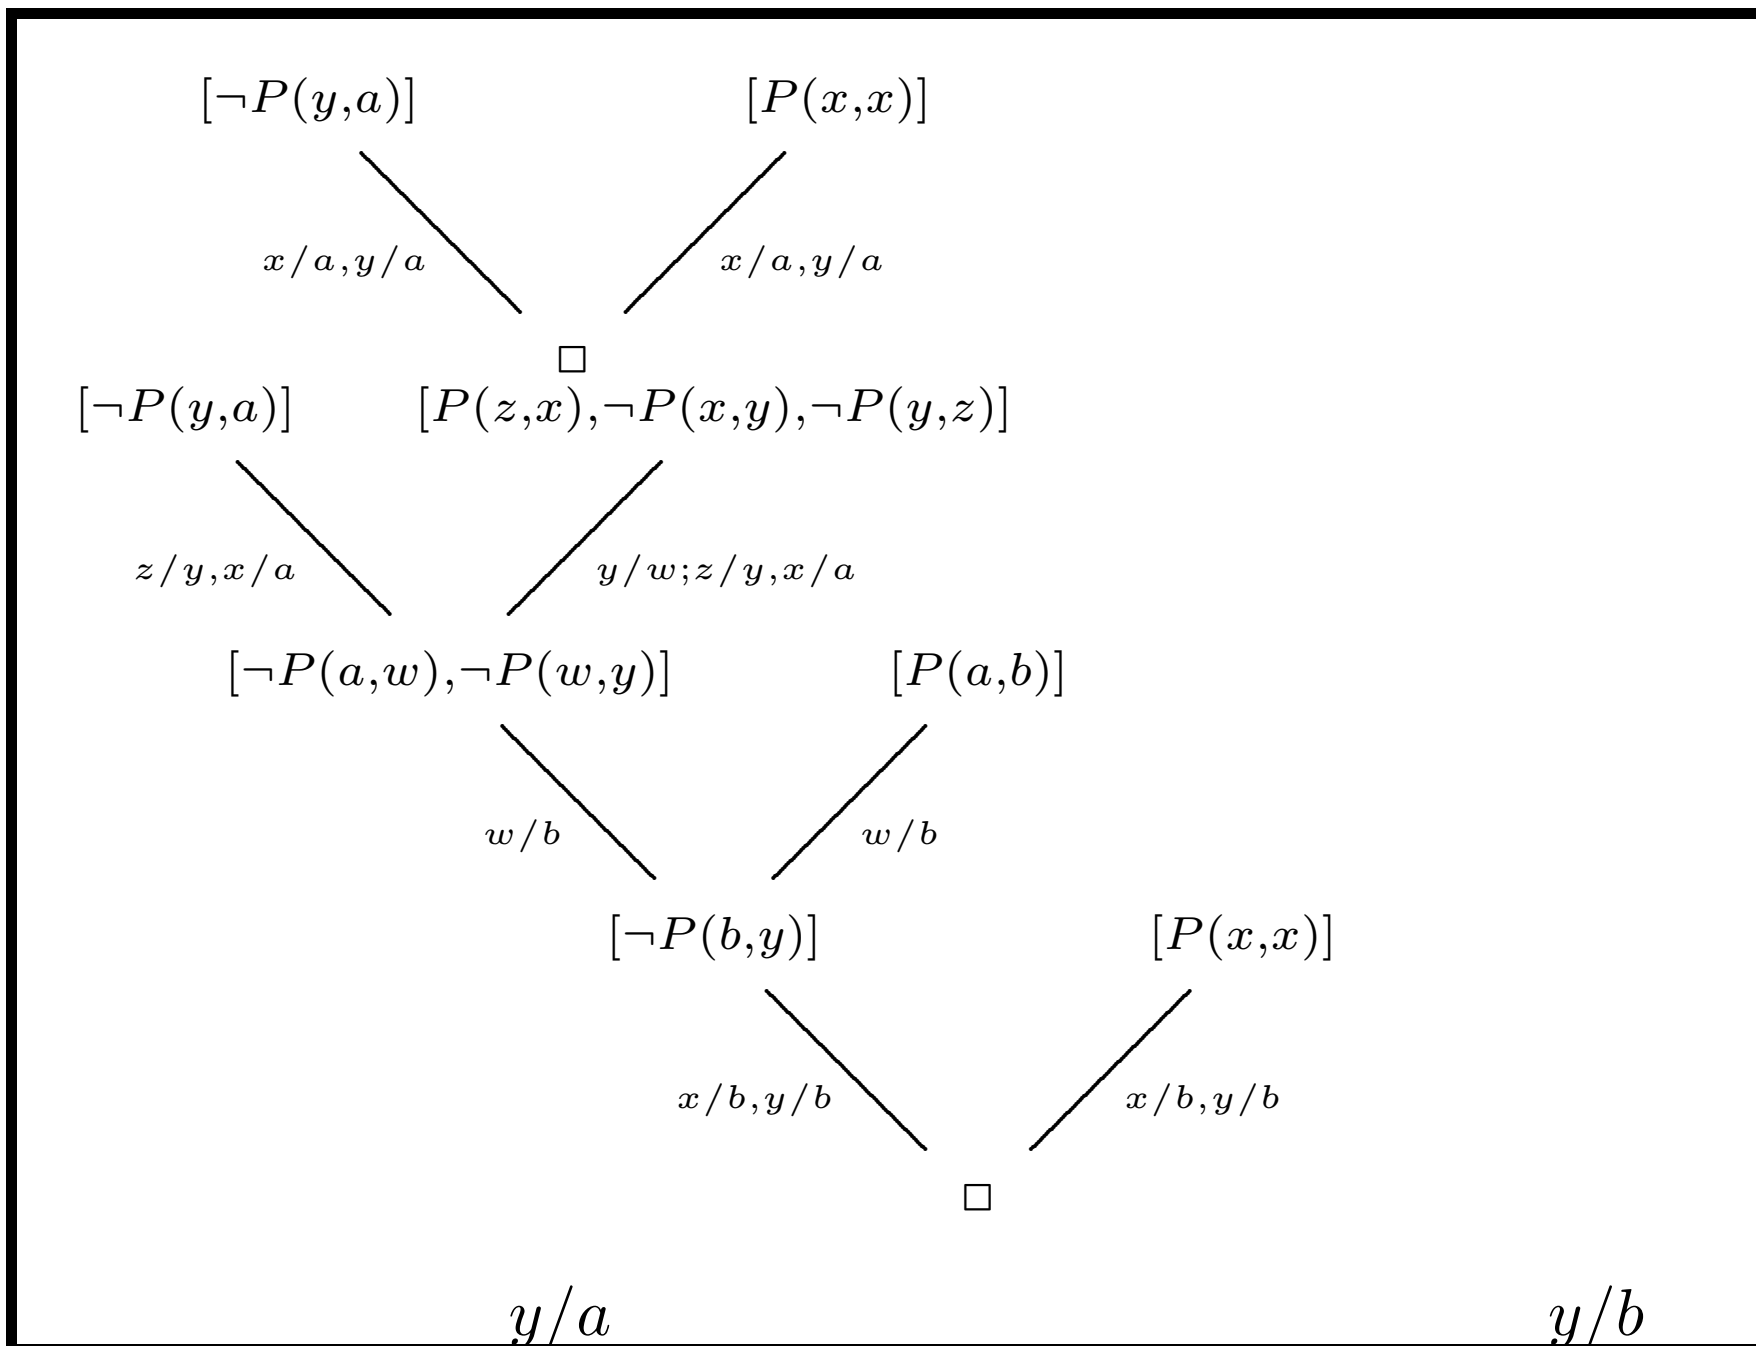 [¬P(y,a)] [P(x,x)]
x/a,y/a x/a,y/a
□
[¬P(y,a)] [P(z,x),¬P(x,y),¬P(y,z)]
z/y,x/a y/w;z/y,x/a
[¬P(a,w),¬P(w,y)] [P(a,b)]
w/b w/b
[¬P(b,y)] [P(x,x)]
x/b,y/b x/b,y/b
□
y/a y/b